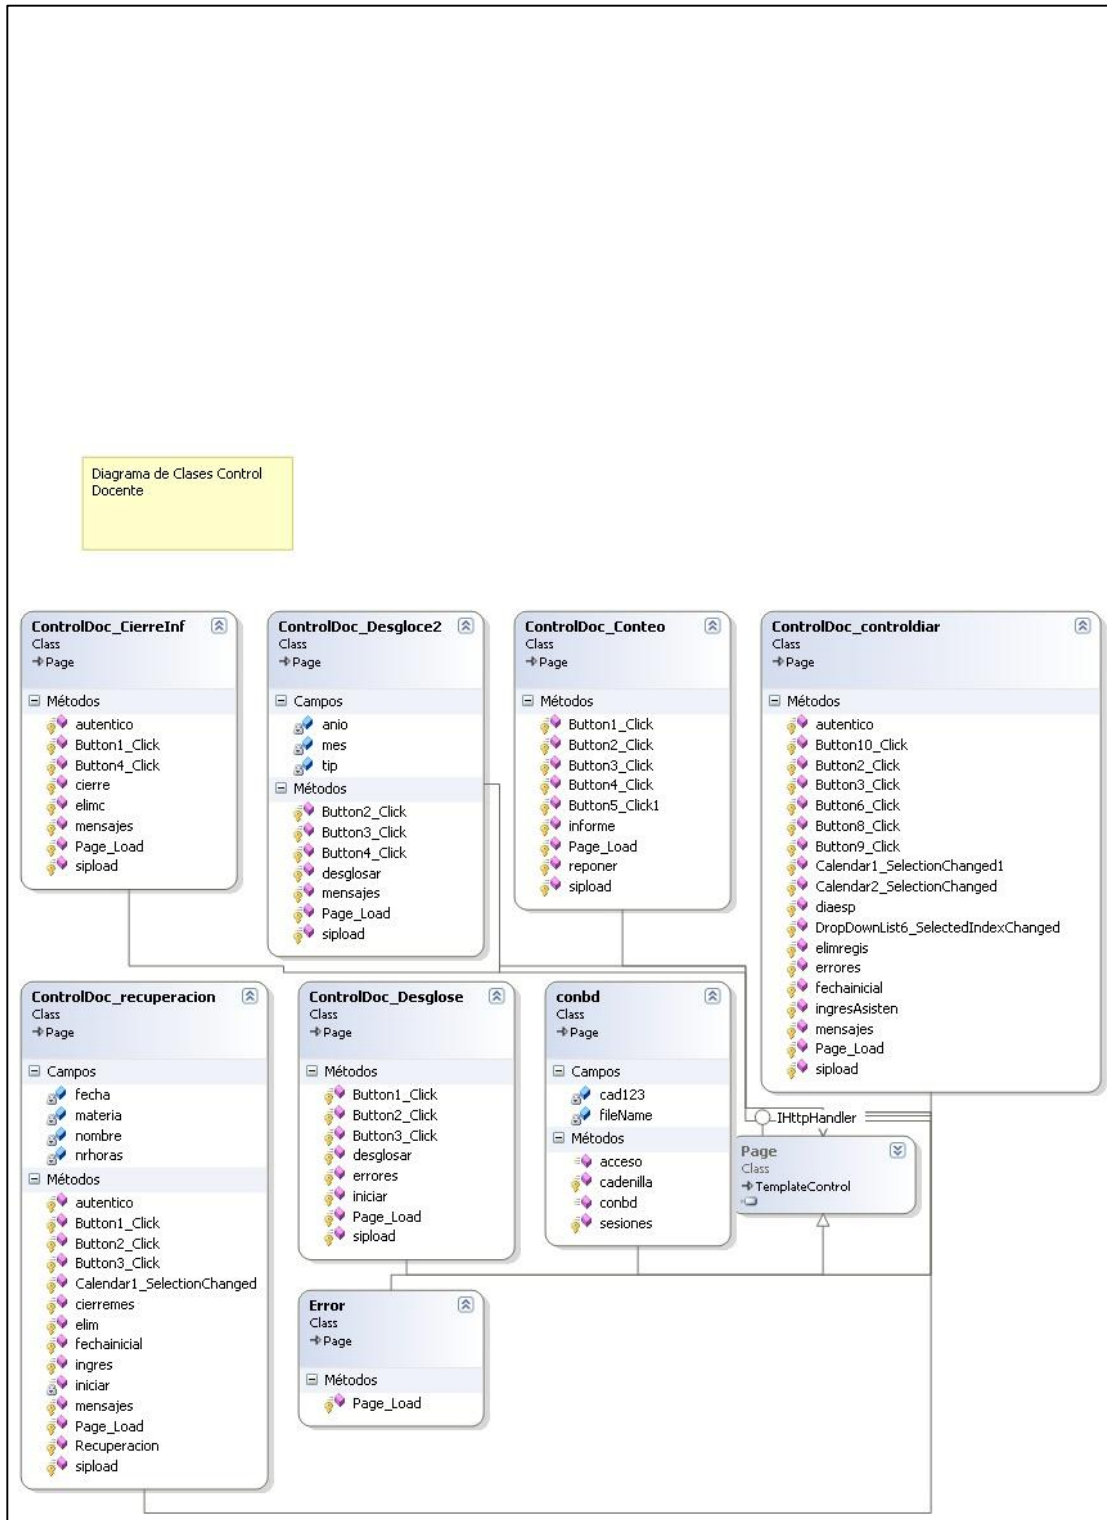 Diagrama de Clases Control
Docente
ControlDoc_CierreInf
Class
Page
Métodos
autentico
Button1_Click
Button4_Click
cierre
elimc
mensajes
Page_Load
sipload
ControlDoc_Desgloce2
Class
Page
Campos
anio
mes
tip
Métodos
Button2_Click
Button3_Click
Button4_Click
desglosar
mensajes
Page_Load
sipload
ControlDoc_Conteo
Class
Page
Métodos
Button1_Click
Button2_Click
Button3_Click
Button4_Click
Button5_Click1
informe
Page_Load
reponer
sipload
ControlDoc_controldiar
Class
Page
Métodos
autentico
Button10_Click
Button2_Click
Button3_Click
Button6_Click
Button8_Click
Button9_Click
Calendar1_SelectionChanged1
Calendar2_SelectionChanged
diaesp
DropDownList6_SelectedIndexChanged
elimregis
errores
fechainicial
ingresAsisten
mensajes
Page_Load
sipload
ControlDoc_recuperacion
Class
Page
Campos
fecha
materia
nombre
nrhoras
Métodos
autentico
Button1_Click
Button2_Click
Button3_Click
Calendar1_SelectionChanged
cierremes
elim
fechainicial
ingres
iniciar
mensajes
Page_Load
Recuperacion
sipload
ControlDoc_Desglose
Class
Page
Métodos
Button1_Click
Button2_Click
Button3_Click
desglosar
errores
iniciar
Page_Load
sipload
conbd
Class
Page
Campos
cad123
fileName
Métodos
acceso
cadenilla
conbd
sesiones
IHttpHandler
Page
Class
TemplateControl
Error
Class
Page
Métodos
Page_Load